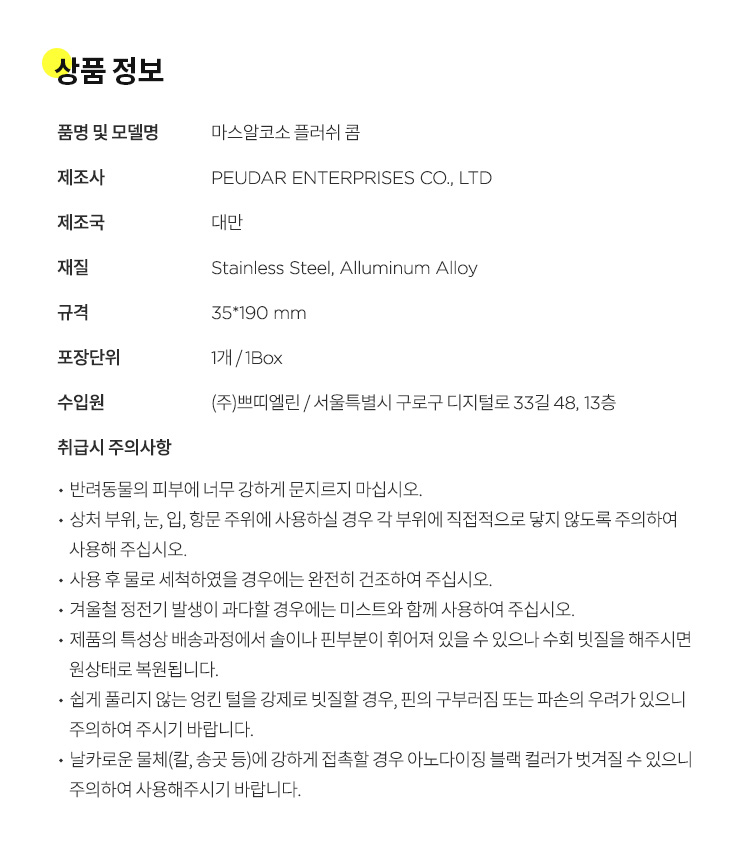 상품 정보
품명 및 모델명 마스알코소 플러쉬 콤
제조사 PEUDAR ENTERPRISES CO., LTD
제조국 대만
재질 Stainless Steel, Alluminum Alloy
규격 35*190 mm
포장단위 1개 / 1Box
수입원 (주)쁘띠엘린 / 서울특별시 구로구 디지털로 33길 48, 13층
취급시 주의사항
• 반려동물의 피부에 너무 강하게 문지르지 마십시오.
• 상처 부위, 눈, 입, 항문 주위에 사용하실 경우 각 부위에 직접적으로 닿지 않도록 주의하여
사용해 주십시오.
• 사용 후 물로 세척하였을 경우에는 완전히 건조하여 주십시오.
• 겨울철 정전기 발생이 과다할 경우에는 미스트와 함께 사용하여 주십시오.
• 제품의 특성상 배송과정에서 솔이나 핀부분이 휘어져 있을 수 있으나 수회 빗질을 해주시면
원상태로 복원됩니다.
• 쉽게 풀리지 않는 엉킨 털을 강제로 빗질할 경우, 핀의 구부러짐 또는 파손의 우려가 있으니
주의하여 주시기 바랍니다.
• 날카로운 물체(칼, 송곳 등)에 강하게 접촉할 경우 아노다이징 블랙 컬러가 벗겨질 수 있으니
주의하여 사용해주시기 바랍니다.